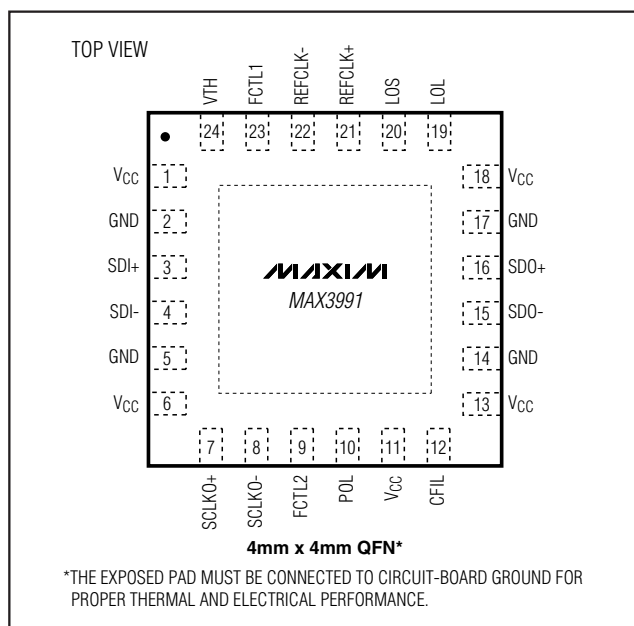 TOP VIEW
VTH
FCTL1
REFCLK-
REFCLK+
LOS
LOL
24
23
22
21
20
19
VCC
1
18
VCC
GND
2
17
GND
SDI+
3
MAXIM
16
SDO+
MAX3991
SDI-
4
15
SDO-
GND
5
14
GND
VCC
6
13
VCC
7
8
9
10
11
12
SCLKO+
SCLKO-
FCTL2
POL
VCC
CFIL
4mm x 4mm QFN*
*THE EXPOSED PAD MUST BE CONNECTED TO CIRCUIT-BOARD GROUND FOR
PROPER THERMAL AND ELECTRICAL PERFORMANCE.